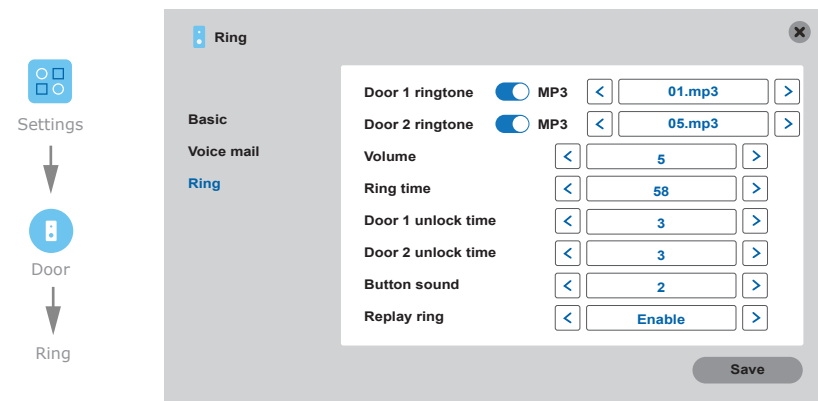 Settings
Door
Ring
Ring
Basic
Voice mail
Ring
Door 1 ringtone MP3 < 01.mp3 >
Door 2 ringtone MP3 < 05.mp3 >
Volume < 5 >
Ring time < 58 >
Door 1 unlock time < 3 >
Door 2 unlock time < 3 >
Button sound < 2 >
Replay ring < Enable >
Save